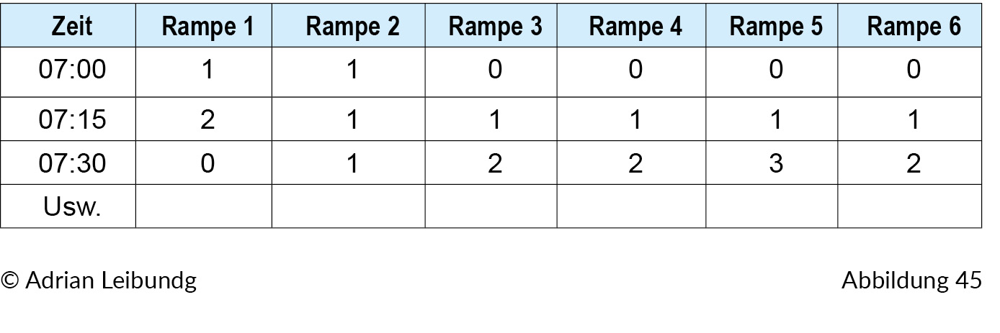 Zeit Rampe 1 Rampe 2 Rampe 3 Rampe 4 Rampe 5 Rampe 6
07:00 1 1 0 0 0 0
07:15 2 1 1 1 1 1
07:30 0 1 2 2 3 2
Usw.
© Adrian Leibundg Abbildung 45